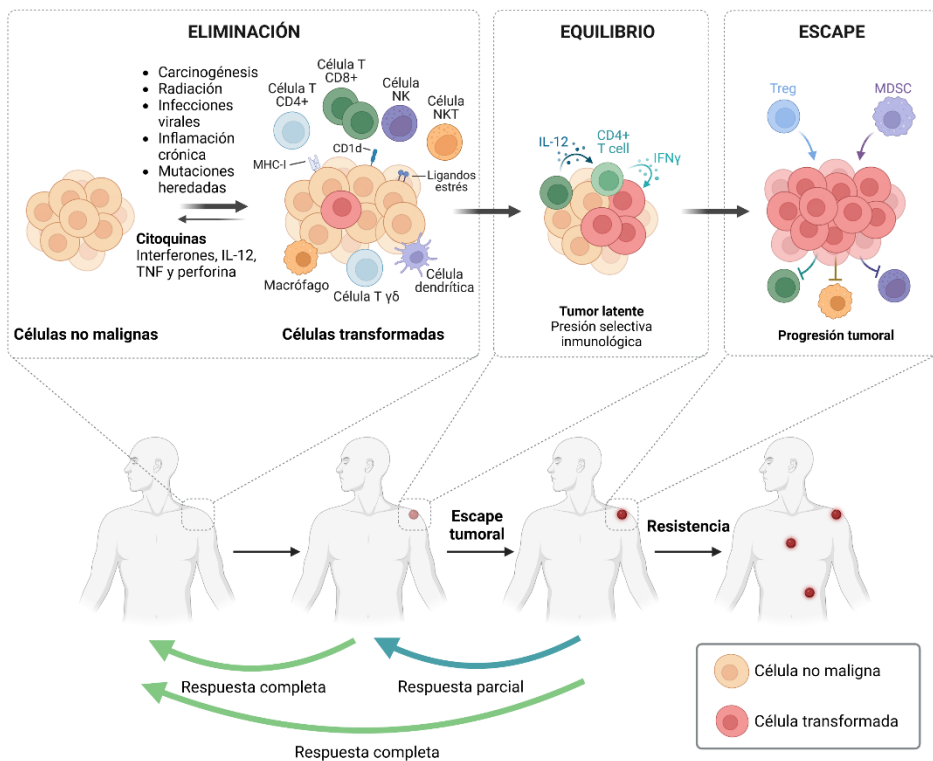 ELIMINACIÓN
Carcinogénesis
Radiación
Infecciones
virales
Inflamación
crónica
Mutaciones
heredadas
Citoquinas
Interferones, IL-12,
TNF y perforina
Células no malignas
Célula T
CD4+
Célula T
CD8+
Célula
NK
Célula
NKT
MHC-I
CD1d
Ligandos
estrés
Macrófago
Célula T γδ
Célula
dendrítica
Células transformadas
EQUILIBRIO
IL-12
CD4+
T cell
IFNγ
Tumor latente
Presión selectiva
inmunológica
ESCAPE
Treg
MDSC
Progresión tumoral
Escape
tumoral
Resistencia
Respuesta completa
Respuesta parcial
Respuesta completa
Célula no maligna
Célula transformada